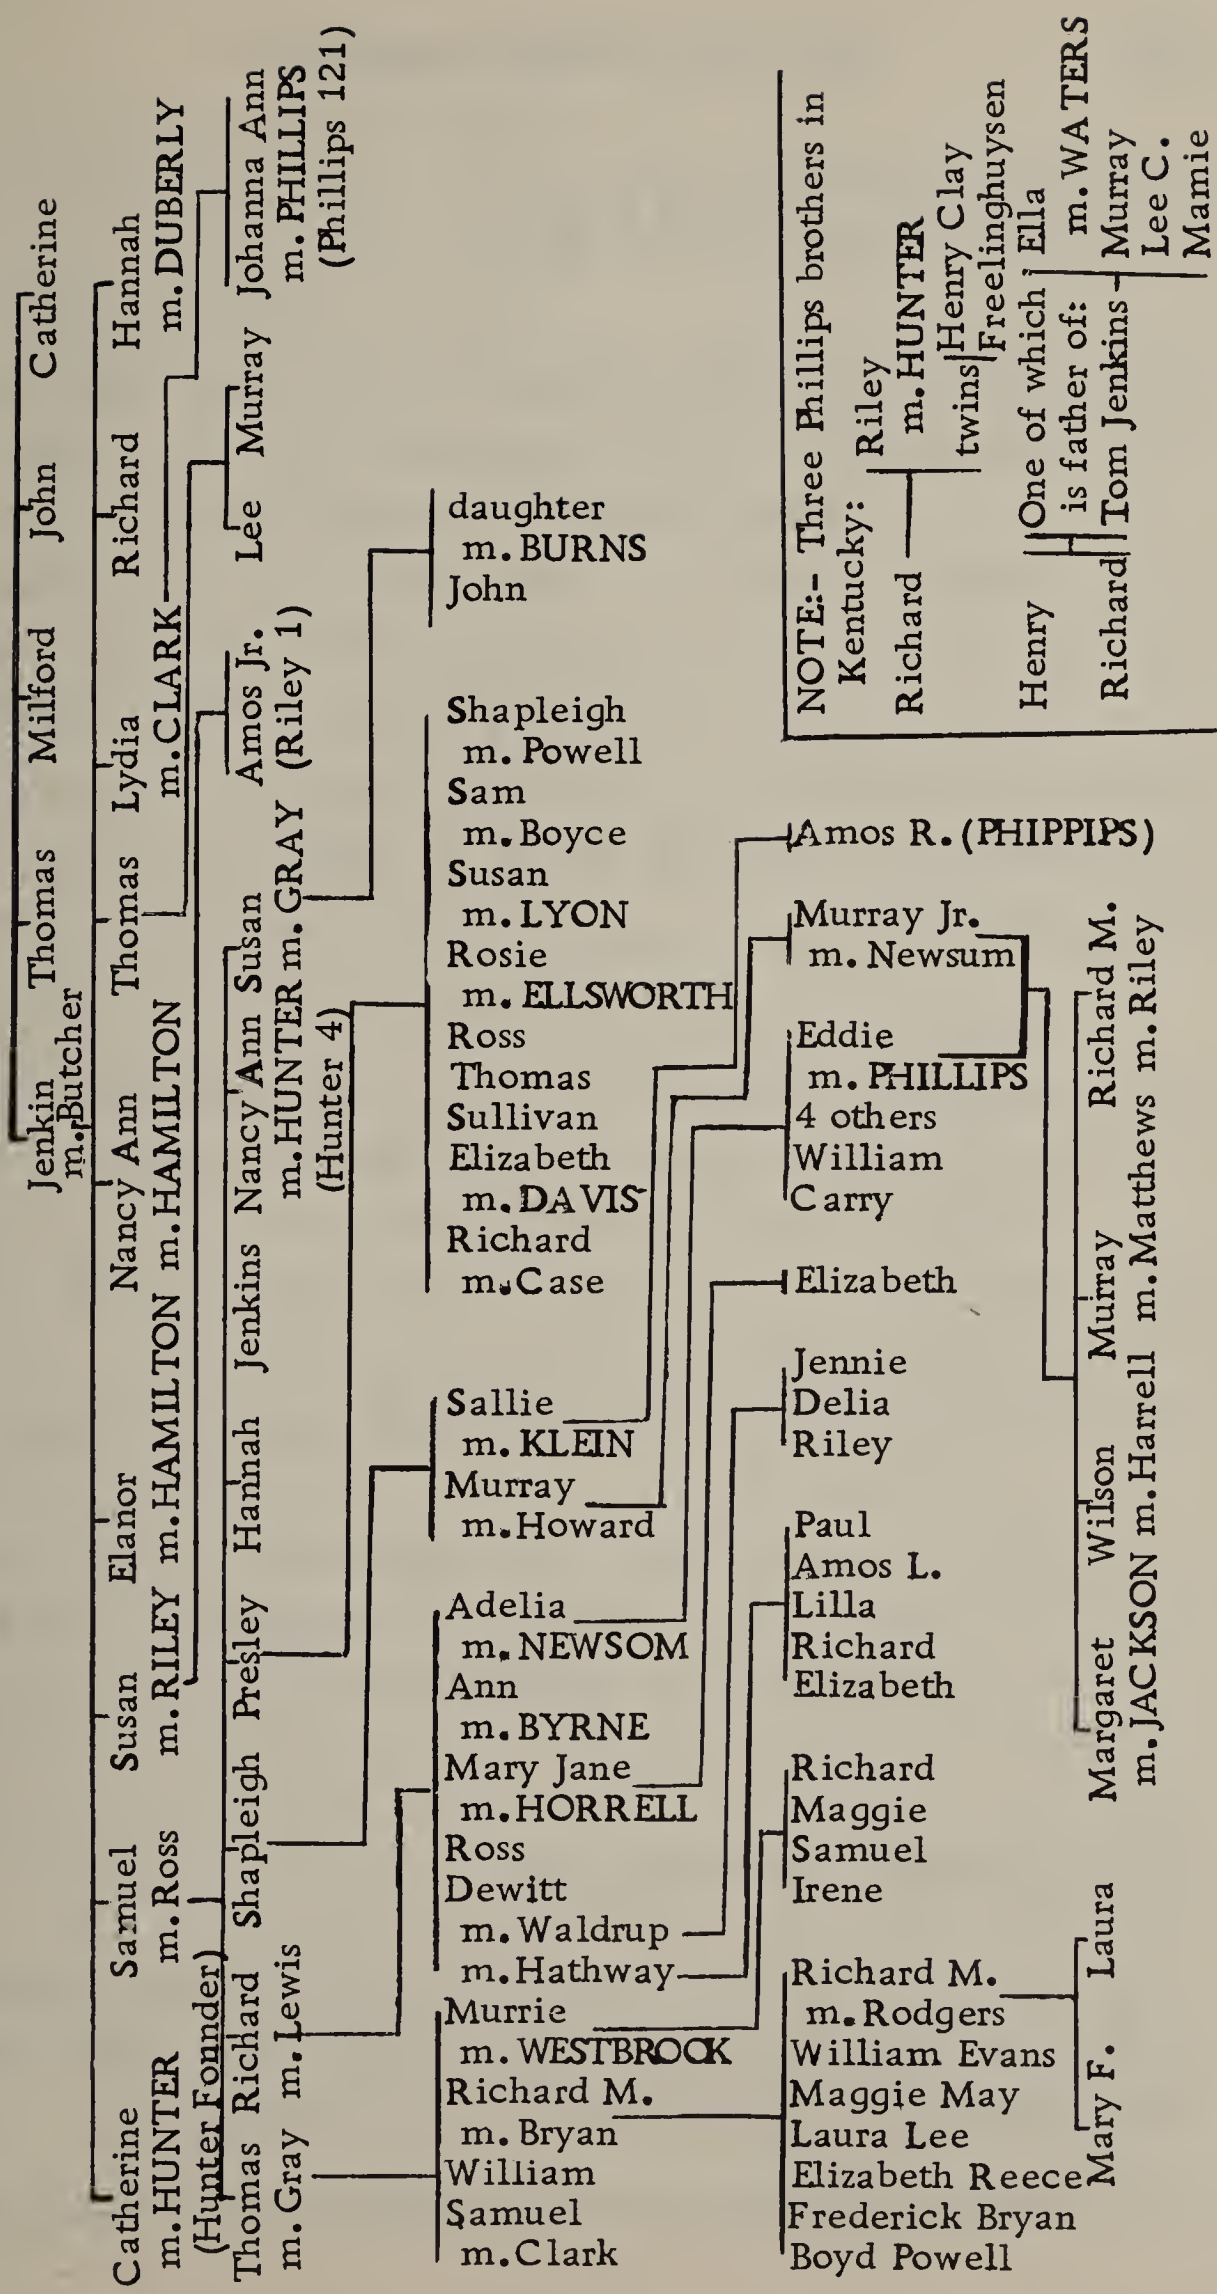 Jenkin Thomas Milford John Catherine
m. Butcher
Catherine Samuel Susan Elanor Nancy Ann Thomas Lydia Richard Hannah
m. HUNTER m. Ross m. RILEY m. HAMILTON m. HAMILTON m. CLARK m. DUBERLY
(Hunter Fonnder)
Thomas Richard Shapleigh Presley Hannah Jenkins Nancy Ann Susan Amos Jr. Lee Murray Johanna Ann
m. Gray m. Lewis m. HUNTER m. GRAY (Riley 1) m. PHILLIPS
(Hunter 4) (Phillips 121)
daughter
m. BURNS
John
Shapleigh
m. Powell
Sam
m. Boyce
Susan
m. LYON
Rosie
m. ELLSWORTH
Ross
Thomas
Sullivan
Elizabeth
m. DAVIS
Richard
m. Case
Sallie
m. KLEIN
Murray
m. Howard
Adelia
m. NEWSOM
Ann
m. BYRNE
Mary Jane
m. HORRELL
Ross
Dewitt
m. Waldrup
m. Hathway
Murrie
m. WESTBROCK
Richard M.
m. Bryan
William
Samuel
m. Clark
Amos R. (PHIPPIPS)
Murray Jr.
m. Newsum
Eddie
m. PHILLIPS
4 others
William
Carry
Elizabeth
Jennie
Delia
Riley
Paul
Amos L.
Lilla
Richard
Elizabeth
Richard
Maggie
Samuel
Irene
Richard M.
m. Rodgers
William Evans
Maggie May
Laura Lee
Elizabeth Reece
Frederick Bryan
Boyd Powell
Mary F. Laura
Margaret Wilson Murray Richard M.
m. JACKSON m. Harrell m. Matthews m. Riley
NOTE:- Three Phillips brothers in
Kentucky:
Riley
Richard m. HUNTER
twins Henry Clay
Freelinghuysen
Henry One of which Ella
is father of: m. WATERS
Richard Tom Jenkins Murray
Lee C.
Mamie